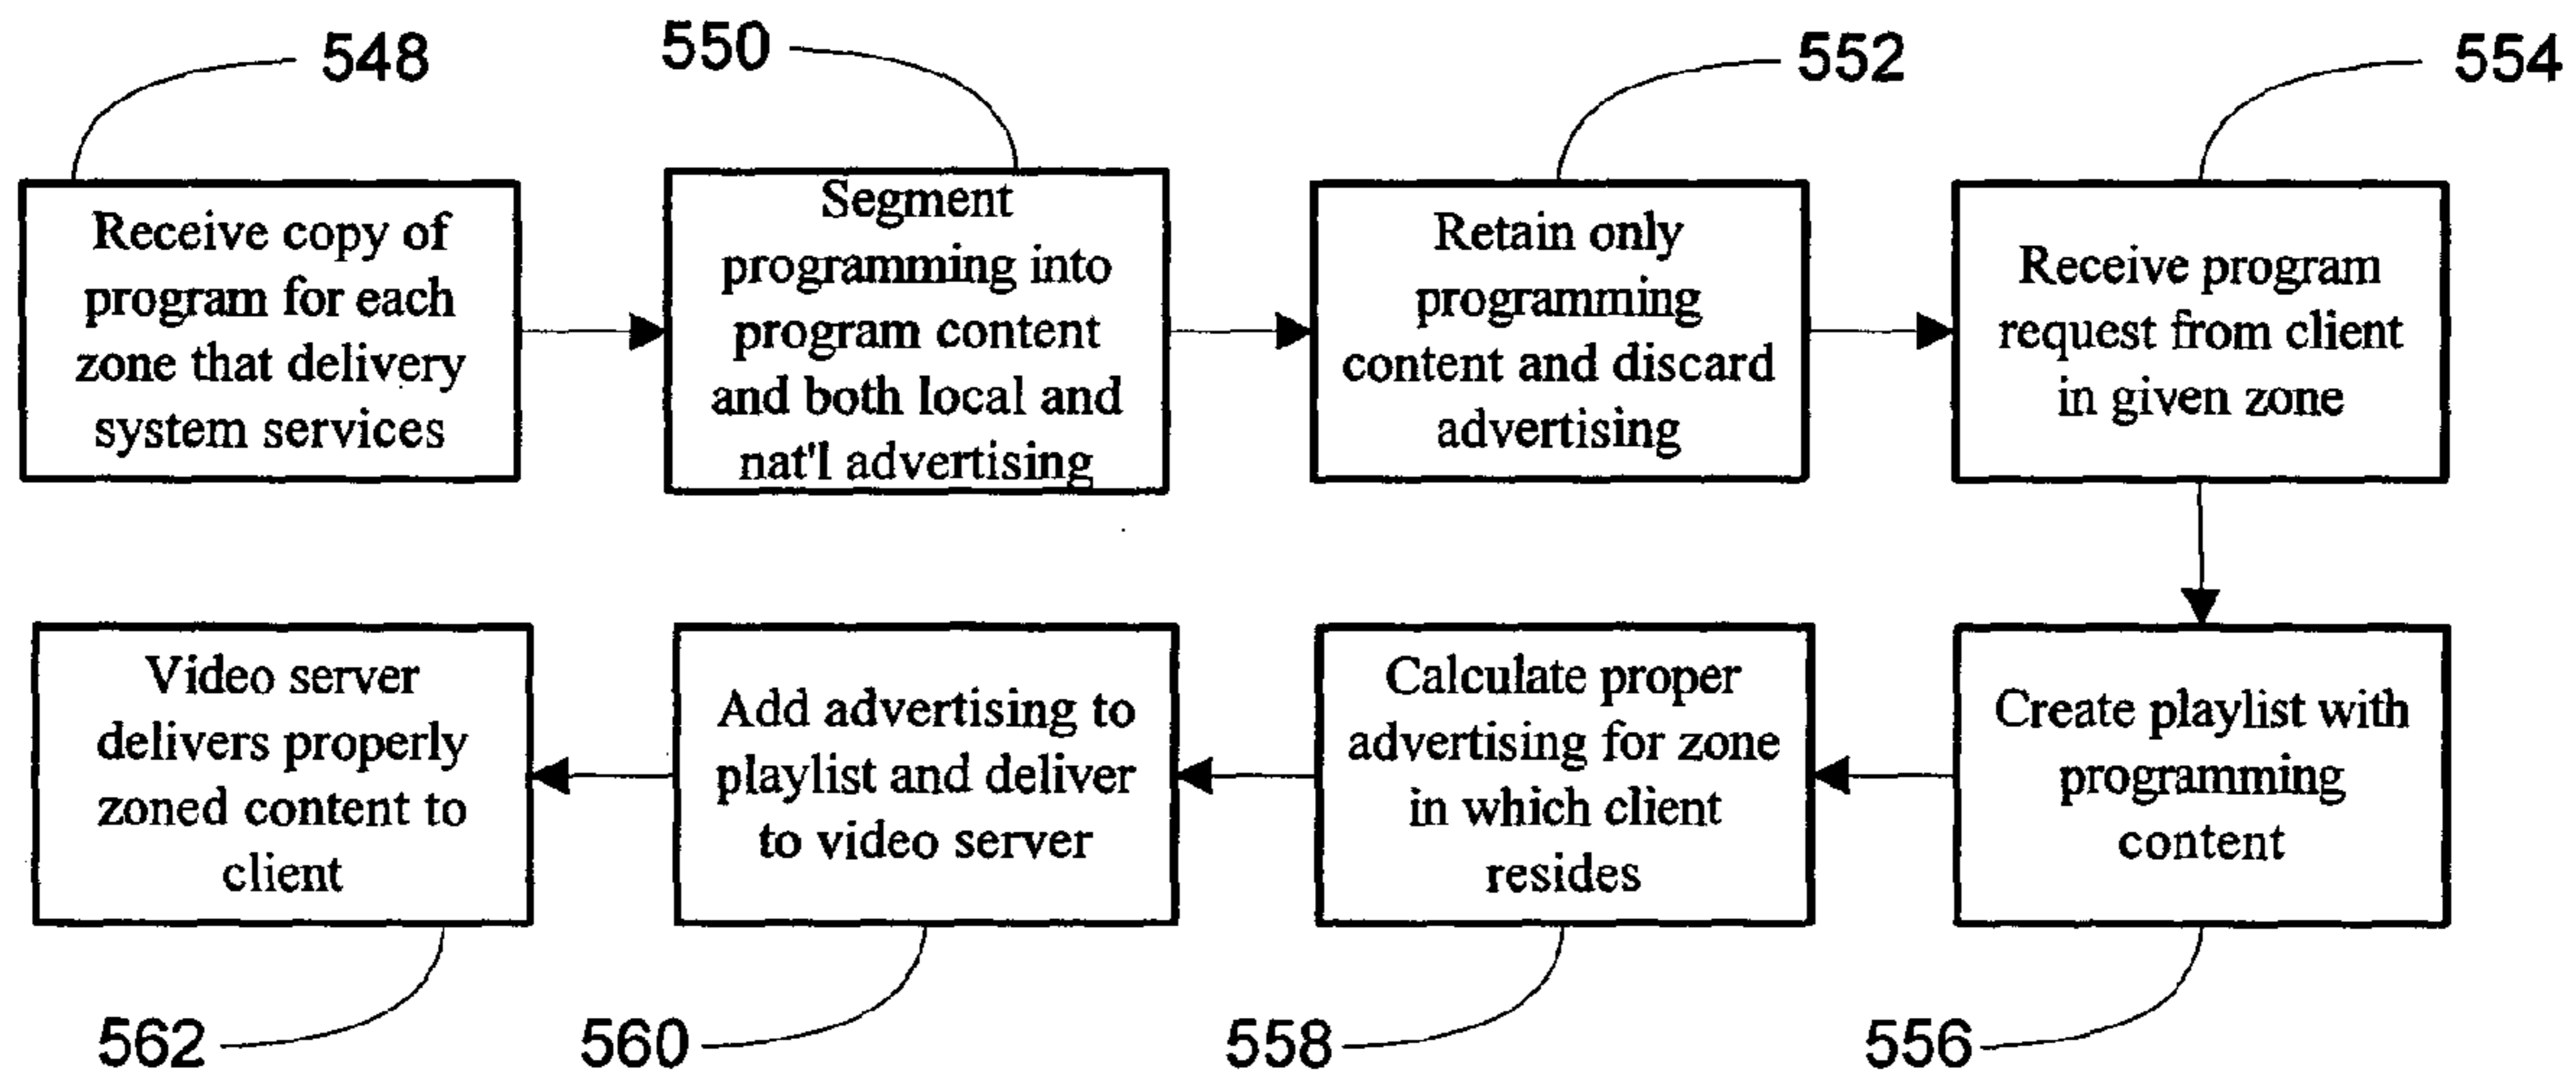 548
550
552
554
Receive copy of
program for each
zone that delivery
system services
Segment
programming into
program content
and both local and
nat'l advertising
Retain only
programming
content and discard
advertising
Receive program
request from client
in given zone
Create playlist with
programming
content
Calculate proper
advertising for zone
in which client
resides
Add advertising to
playlist and deliver
to video server
Video server
delivers properly
zoned content to
client
562
560
558
556